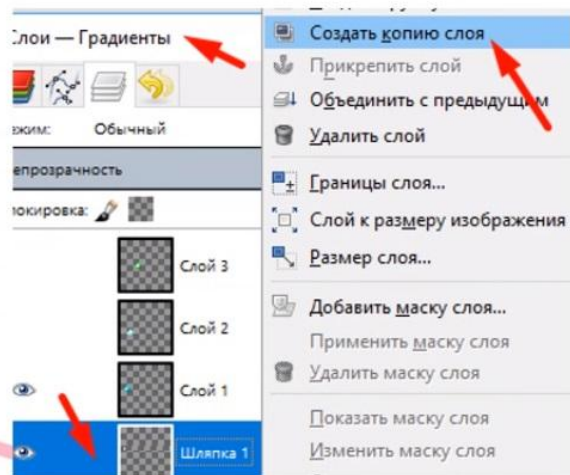 Слои — Градиенты
Режим: Обычный
Непрозрачность
Блокировка:
Слой 3
Слой 2
Слой 1
Шляпка 1
Создать копию слоя
Прикрепить слой
Объединить с предыдущим
Удалить слой
Границы слоя...
Слой к размеру изображения
Размер слоя...
Добавить маску слоя...
Применить маску слоя
Удалить маску слоя
Показать маску слоя
Изменить маску слоя